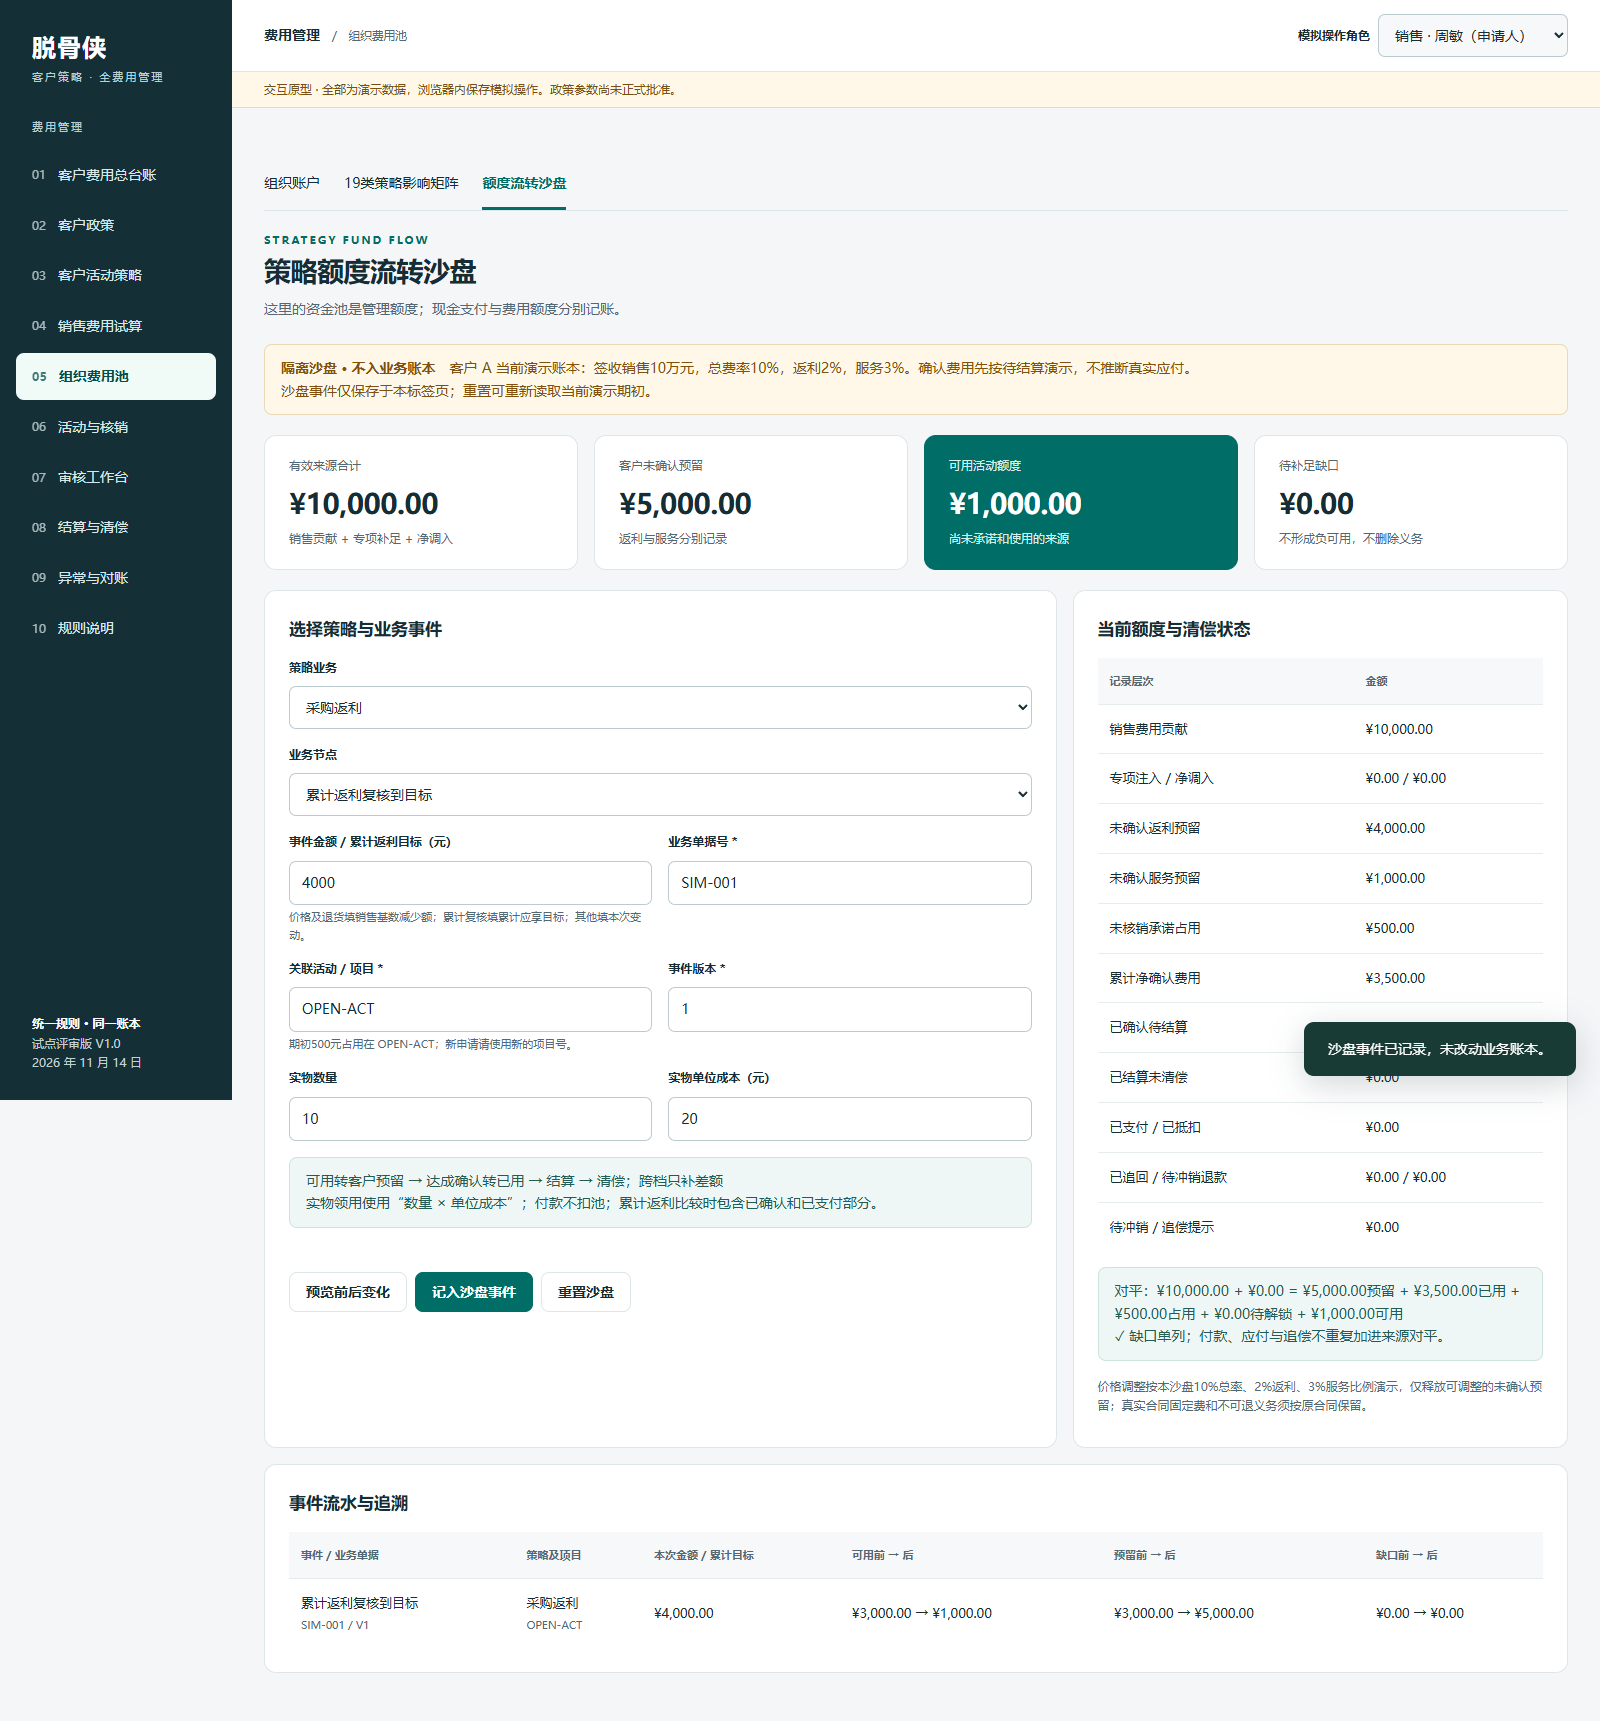 脱骨侠
客户策略 · 全费用管理
费用管理
01 客户费用总台账
02 客户政策
03 客户活动策略
04 销售费用试算
05 组织费用池
06 活动与核销
07 审核工作台
08 结算与清偿
09 异常与对账
10 规则说明
统一规则 • 同一账本
试点评审版 V1.0
2026 年 11 月 14 日
费用管理 / 组织费用池
模拟操作角色 销售 · 周敏（申请人）
交互原型 · 全部为演示数据，浏览器内保存模拟操作。政策参数尚未正式批准。
组织账户 19类策略影响矩阵 额度流转沙盘
STRATEGY FUND FLOW
策略额度流转沙盘
这里的资金池是管理额度；现金支付与费用额度分别记账。
隔离沙盘 • 不入业务账本 客户 A 当前演示账本：签收销售10万元，总费率10%，返利2%，服务3%。确认费用先按待结算演示，不推断真实应付。
沙盘事件仅保存于本标签页；重置可重新读取当前演示期初。
有效来源合计
¥10,000.00
销售贡献 + 专项补足 + 净调入
客户未确认预留
¥5,000.00
返利与服务分别记录
可用活动额度
¥1,000.00
尚未承诺和使用的来源
待补足缺口
¥0.00
不形成负可用，不删除义务
选择策略与业务事件
策略业务
采购返利
业务节点
累计返利复核到目标
事件金额 / 累计返利目标（元） 业务单据号 *
4000 SIM-001
价格及退货填销售基数减少额；累计复核填累计应享目标；其他填本次变
动。
关联活动 / 项目 * 事件版本 *
OPEN-ACT 1
期初500元占用在 OPEN-ACT；新申请请使用新的项目号。
实物数量 实物单位成本（元）
10 20
可用转客户预留 → 达成确认转已用 → 结算 → 清偿；跨档只补差额
实物领用使用“数量 × 单位成本”；付款不扣池；累计返利比较时包含已确认和已支付部分。
预览前后变化 记入沙盘事件 重置沙盘
当前额度与清偿状态
记录层次 金额
销售费用贡献 ¥10,000.00
专项注入 / 净调入 ¥0.00 / ¥0.00
未确认返利预留 ¥4,000.00
未确认服务预留 ¥1,000.00
未核销承诺占用 ¥500.00
累计净确认费用 ¥3,500.00
已确认待结算
沙盘事件已记录，未改动业务账本。
已结算未清偿 ¥0.00
已支付 / 已抵扣 ¥0.00
已追回 / 待冲销退款 ¥0.00 / ¥0.00
待冲销 / 追偿提示 ¥0.00
对平：¥10,000.00 + ¥0.00 = ¥5,000.00预留 + ¥3,500.00已用 +
¥500.00占用 + ¥0.00待解锁 + ¥1,000.00可用
✓ 缺口单列；付款、应付与追偿不重复加进来源对平。
价格调整按本沙盘10%总率、2%返利、3%服务比例演示，仅释放可调整的未确认预
留；真实合同固定费和不可退义务须按原合同保留。
事件流水与追溯
事件 / 业务单据 策略及项目 本次金额 / 累计目标 可用前 → 后 预留前 → 后 缺口前 → 后
累计返利复核到目标 采购返利 ¥4,000.00 ¥3,000.00 → ¥1,000.00 ¥3,000.00 → ¥5,000.00 ¥0.00 → ¥0.00
SIM-001 / V1 OPEN-ACT